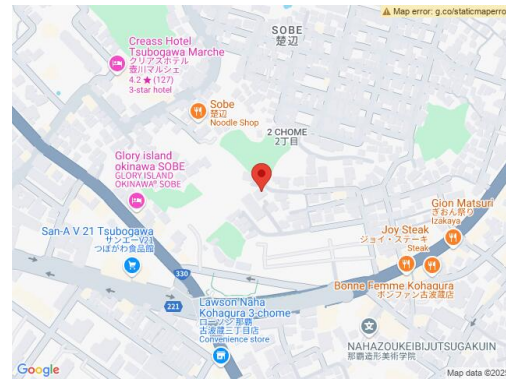 Map error: g.co/staticmaperro
SOBE
楚辺
Creass Hotel
Tsubogawa Marche
クリアスホテル
壺川マルシェ
4.2 ★ (127)
3-star hotel
Sobe
楚辺
Noodle Shop
2 CHOME
2丁目
Glory island
okinawa SOBE
GLORY ISLAND
OKINAWA® SOBE
Gion Matsuri
ぎおん祭り
Izakaya
San-A V 21 Tsubogawa
サンエーV21
つぼがわ食品館
Joy Steak
ジョイ・ステーキ
Steak
330
221
Bonne Femme Kohagura
ボンファン古波蔵店
Lawson Naha
Kohagura 3-chome
ローソン 那覇
古波蔵三丁目店
Convenience store
NAHAZOUKEIBIJUTSUGAKUIN
那覇造形美術学院
Google
Map data ©2025